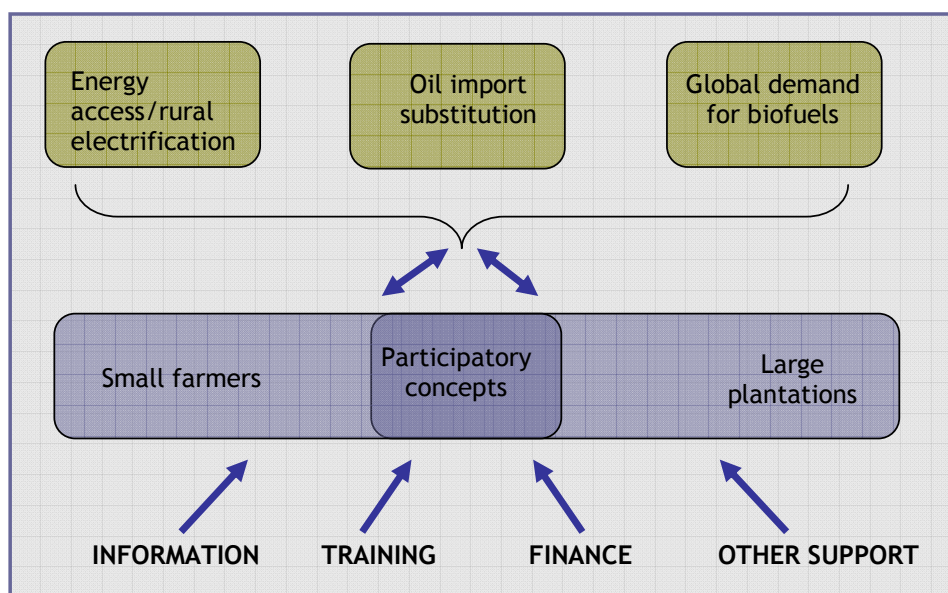 Energy
access/rural
electrification
Oil import
substitution
Global demand
for biofuels
Small farmers
Participatory
concepts
Large
plantations
INFORMATION
TRAINING
FINANCE
OTHER SUPPORT